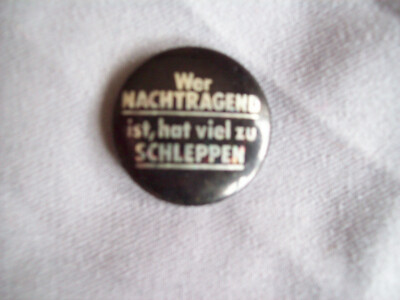 Wer
NACHTRAGEND
ist, hat viel zu
SCHLEPPEN